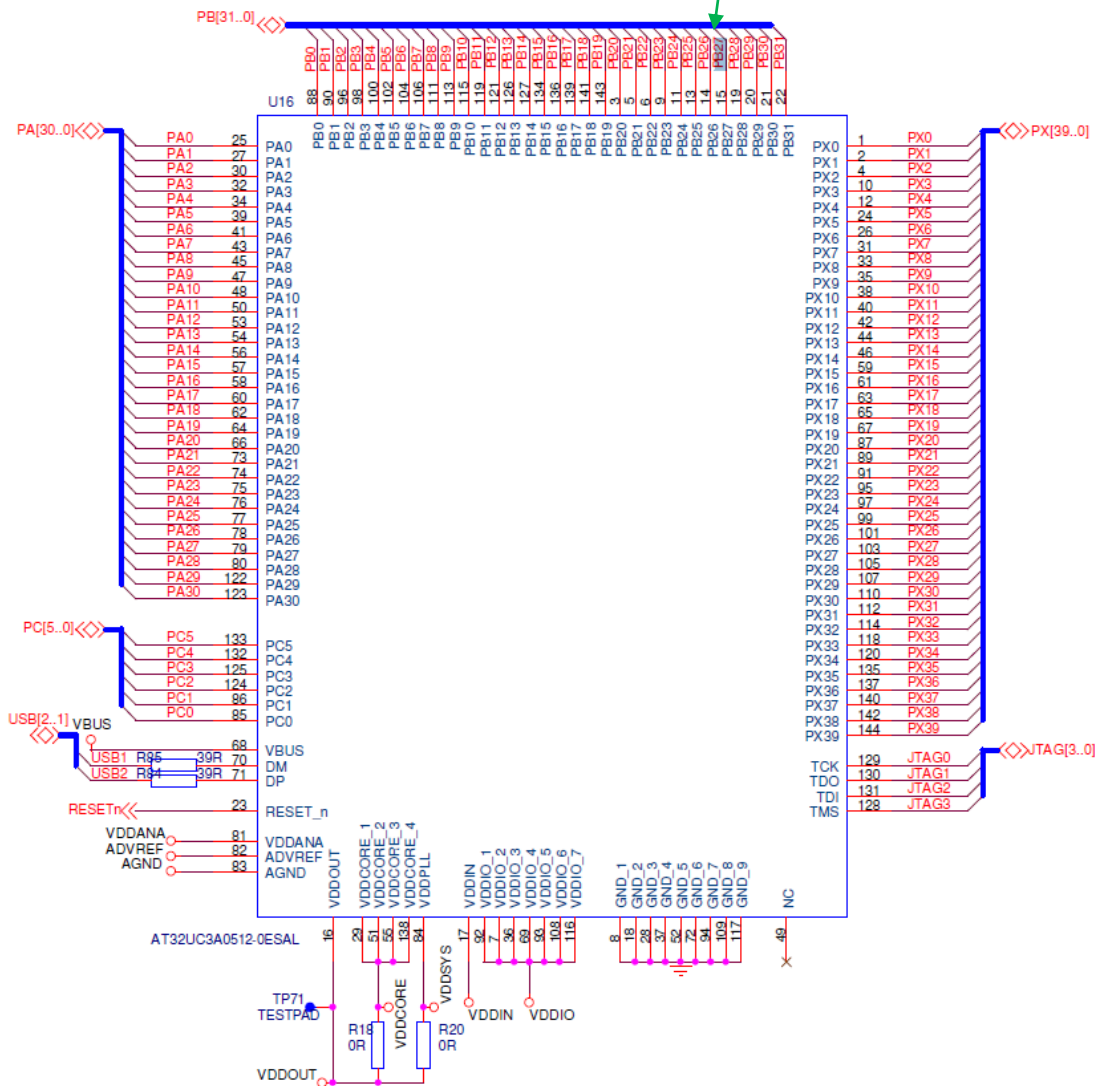 PB[31..0]
PB0 PB1 PB2 PB3 PB4 PB5 PB6 PB7 PB8 PB9 PB10 PB11 PB12 PB13 PB14 PB15 PB16 PB17 PB18 PB19 PB20 PB21 PB22 PB23 PB24 PB25 PB26 PB27 PB28 PB29 PB30 PB31
88 90 96 98 100 102 104 106 111 113 115 119 121 126 127 134 136 139 141 143 3 5 6 9 11 13 14 15 19 20 21 22
U16
PB0 PB1 PB2 PB3 PB4 PB5 PB6 PB7 PB8 PB9 PB10 PB11 PB12 PB13 PB14 PB15 PB16 PB17 PB18 PB19 PB20 PB21 PB22 PB23 PB24 PB25 PB26 PB27 PB28 PB29 PB30 PB31
PA[30..0]
PA0 25 PA0
PA1 27 PA1
PA2 30 PA2
PA3 32 PA3
PA4 34 PA4
PA5 39 PA5
PA6 41 PA6
PA7 43 PA7
PA8 45 PA8
PA9 47 PA9
PA10 48 PA10
PA11 50 PA11
PA12 53 PA12
PA13 54 PA13
PA14 56 PA14
PA15 57 PA15
PA16 58 PA16
PA17 60 PA17
PA18 62 PA18
PA19 64 PA19
PA20 66 PA20
PA21 73 PA21
PA22 74 PA22
PA23 75 PA23
PA24 76 PA24
PA25 77 PA25
PA26 78 PA26
PA27 79 PA27
PA28 80 PA28
PA29 122 PA29
PA30 123 PA30
PC[5..0]
PC5 133 PC5
PC4 132 PC4
PC3 125 PC3
PC2 124 PC2
PC1 86 PC1
PC0 85 PC0
USB[2..1]
VBUS 68 VBUS
USB1 R85 39R 70 DM
USB2 R84 39R 71 DP
RESETn 23 RESET_n
VDDANA 81 VDDANA
ADVREF 82 ADVREF
AGND 83 AGND
PX[39..0]
PX0 1 PX0
PX1 2 PX1
PX2 4 PX2
PX3 10 PX3
PX4 12 PX4
PX5 24 PX5
PX6 26 PX6
PX7 31 PX7
PX8 33 PX8
PX9 35 PX9
PX10 38 PX10
PX11 40 PX11
PX12 42 PX12
PX13 44 PX13
PX14 46 PX14
PX15 59 PX15
PX16 61 PX16
PX17 63 PX17
PX18 65 PX18
PX19 67 PX19
PX20 87 PX20
PX21 89 PX21
PX22 91 PX22
PX23 95 PX23
PX24 97 PX24
PX25 99 PX25
PX26 101 PX26
PX27 103 PX27
PX28 105 PX28
PX29 107 PX29
PX30 110 PX30
PX31 112 PX31
PX32 114 PX32
PX33 118 PX33
PX34 120 PX34
PX35 135 PX35
PX36 137 PX36
PX37 140 PX37
PX38 142 PX38
PX39 144 PX39
JTAG[3..0]
TCK 129 JTAG0
TDO 130 JTAG1
TDI 131 JTAG2
TMS 128 JTAG3
VDDOUT VDDCORE_1 VDDCORE_2 VDDCORE_3 VDDCORE_4 VDDPLL VDDIN VDDIO_1 VDDIO_2 VDDIO_3 VDDIO_4 VDDIO_5 VDDIO_6 VDDIO_7 GND_1 GND_2 GND_3 GND_4 GND_5 GND_6 GND_7 GND_8 GND_9 NC
AT32UC3A0512-0ESAL
16 29 51 55 138 84 17 92 7 36 69 93 108 116 8 18 28 37 52 72 94 109 117 49
TP71
TESTPAD
VDDCORE
VDDSYS
VDDIN
VDDIO
R18
0R
R20
0R
VDDOUT